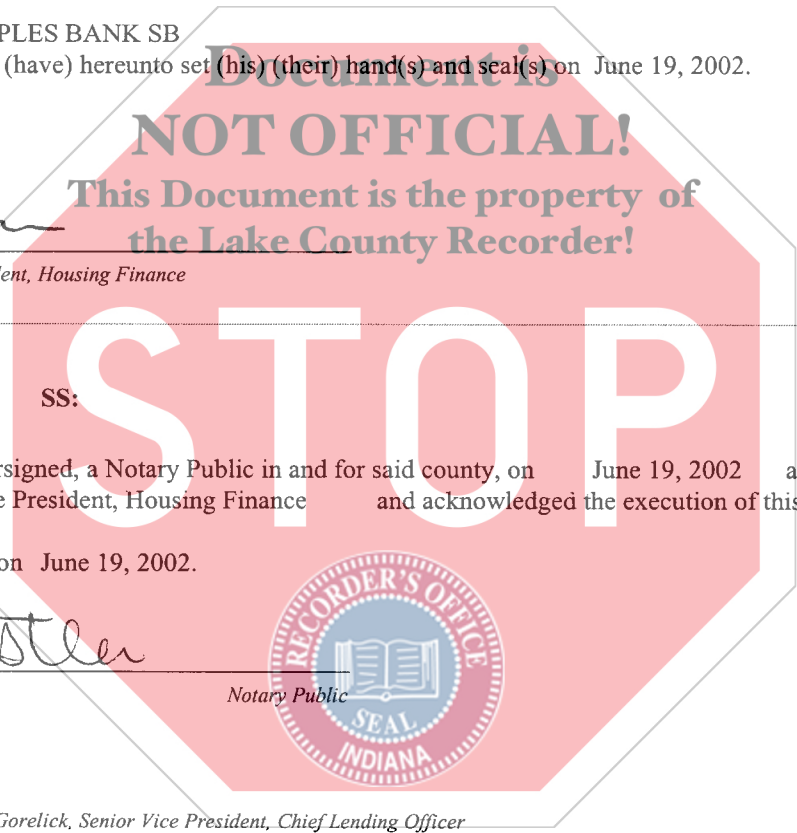 PLES BANK SB
(have) hereunto set (his) (their) hand(s) and seal(s) on June 19, 2002.
Document is
NOT OFFICIAL!
This Document is the property of
the Lake County Recorder!
ent, Housing Finance
STOP
SS:
rsigned, a Notary Public in and for said county, on June 19, 2002 a
e President, Housing Finance and acknowledged the execution of this
on June 19, 2002.
RECORDER'S OFFICE
SEAL
INDIANA
Notary Public
Gorelick, Senior Vice President, Chief Lending Officer